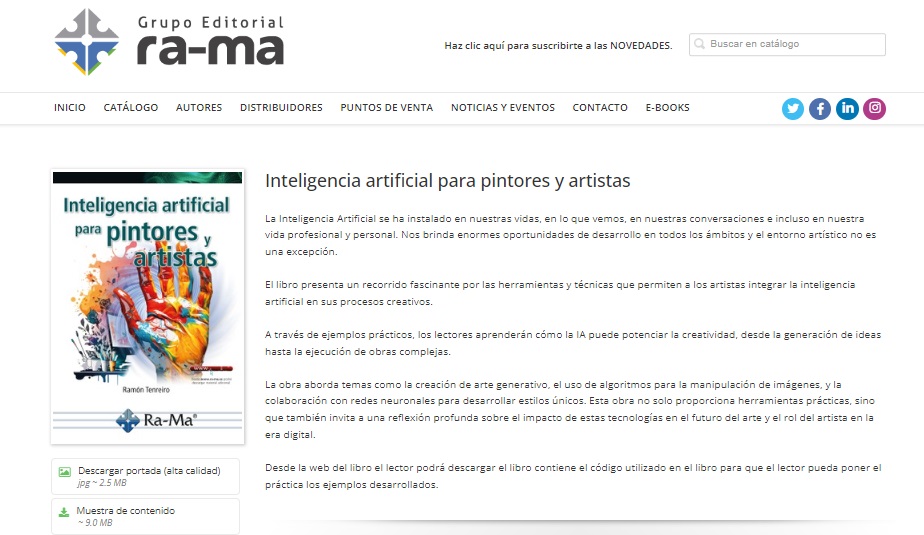 Grupo Editorial
ra-ma
Haz clic aquí para suscribirte a las NOVEDADES.
Buscar en catálogo
INICIO CATÁLOGO AUTORES DISTRIBUIDORES PUNTOS DE VENTA NOTICIAS Y EVENTOS CONTACTO E-BOOKS
Inteligencia artificial
para pintores y
artistas
Ramón Tenreiro
Ra-Ma®
Descargar portada (alta calidad)
jpg ~ 2.5 MB
Muestra de contenido
~ 9.0 MB
Inteligencia artificial para pintores y artistas
La Inteligencia Artificial se ha instalado en nuestras vidas, en lo que vemos, en nuestras conversaciones e incluso en nuestra
vida profesional y personal. Nos brinda enormes oportunidades de desarrollo en todos los ámbitos y el entorno artístico no es
una excepción.
El libro presenta un recorrido fascinante por las herramientas y técnicas que permiten a los artistas integrar la inteligencia
artificial en sus procesos creativos.
A través de ejemplos prácticos, los lectores aprenderán cómo la IA puede potenciar la creatividad, desde la generación de ideas
hasta la ejecución de obras complejas.
La obra aborda temas como la creación de arte generativo, el uso de algoritmos para la manipulación de imágenes, y la
colaboración con redes neuronales para desarrollar estilos únicos. Esta obra no solo proporciona herramientas prácticas, sino
que también invita a una reflexión profunda sobre el impacto de estas tecnologías en el futuro del arte y el rol del artista en la
era digital.
Desde la web del libro el lector podrá descargar el libro contiene el código utilizado en el libro para que el lector pueda poner el
práctica los ejemplos desarrollados.